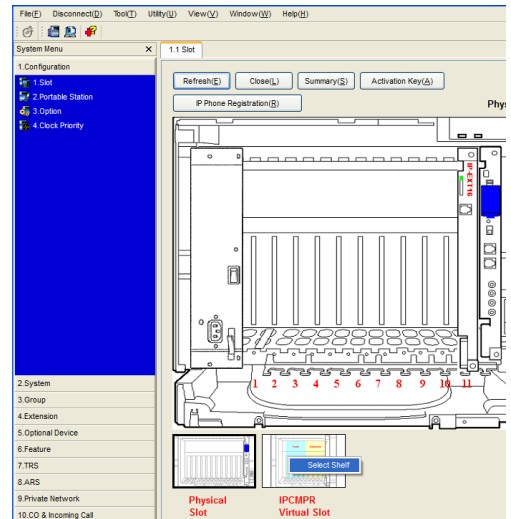 File(F) Disconnect(D) Tool(T) Utility(U) View(V) Window(W) Help(H)
System Menu X
1.1 Slot
1.Configuration
1.Slot
2.Portable Station
3.Option
4.Clock Priority
Refresh(E) Close(L) Summary(S) Activation Key(A)
IP Phone Registration(R)
Phys
IP-EXT16
1 2 3 4 5 6 7 8 9 10 11
2.System
3.Group
4.Extension
5.Optional Device
6.Feature
7.TRS
8.ARS
9.Private Network
10.CO & Incoming Call
Select Shelf
Physical
Slot
IPCMPR
Virtual Slot